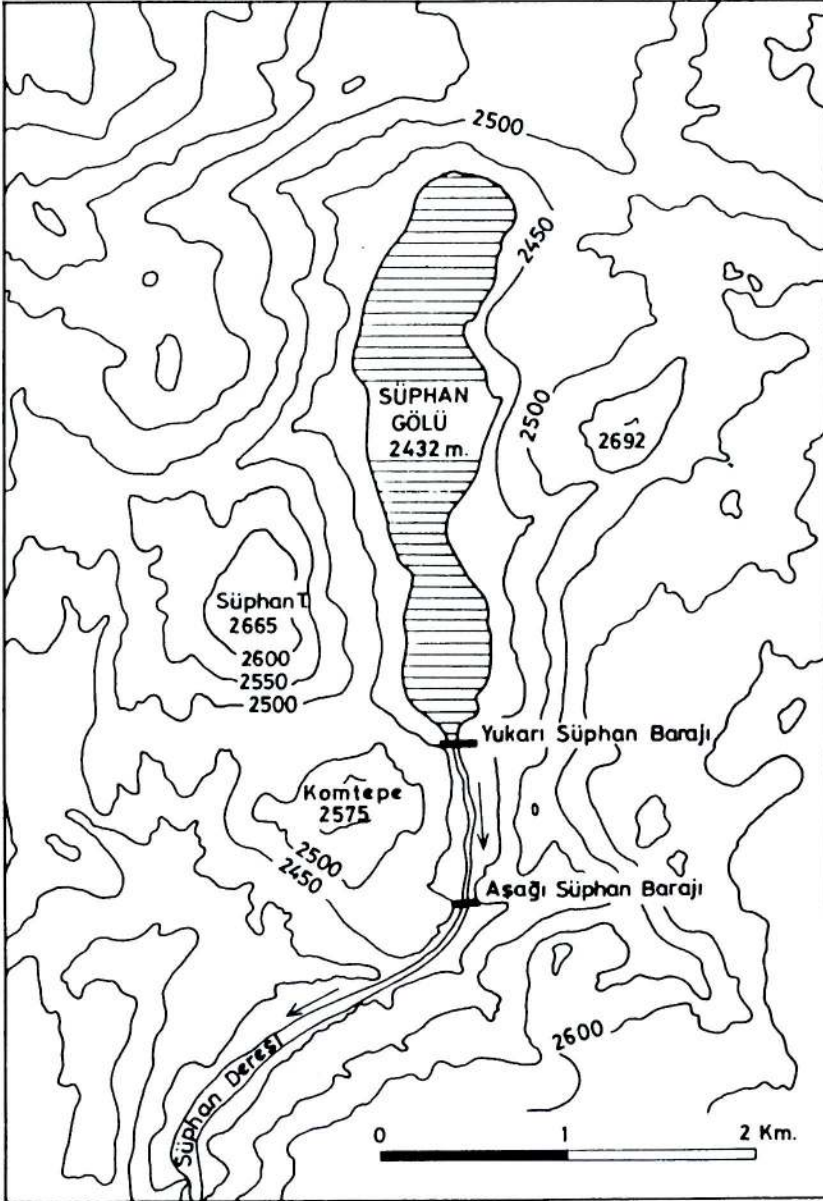 2500
2450
SÜPHAN
GÖLÜ
2432 m.
2500
2692
Süphan T.
2665
2600
2550
2500
Yukarı Süphan Barajı
Komtepe
2575
2500
2450
Aşağı Süphan Barajı
2600
Süphan Deresi
0 1 2 Km.